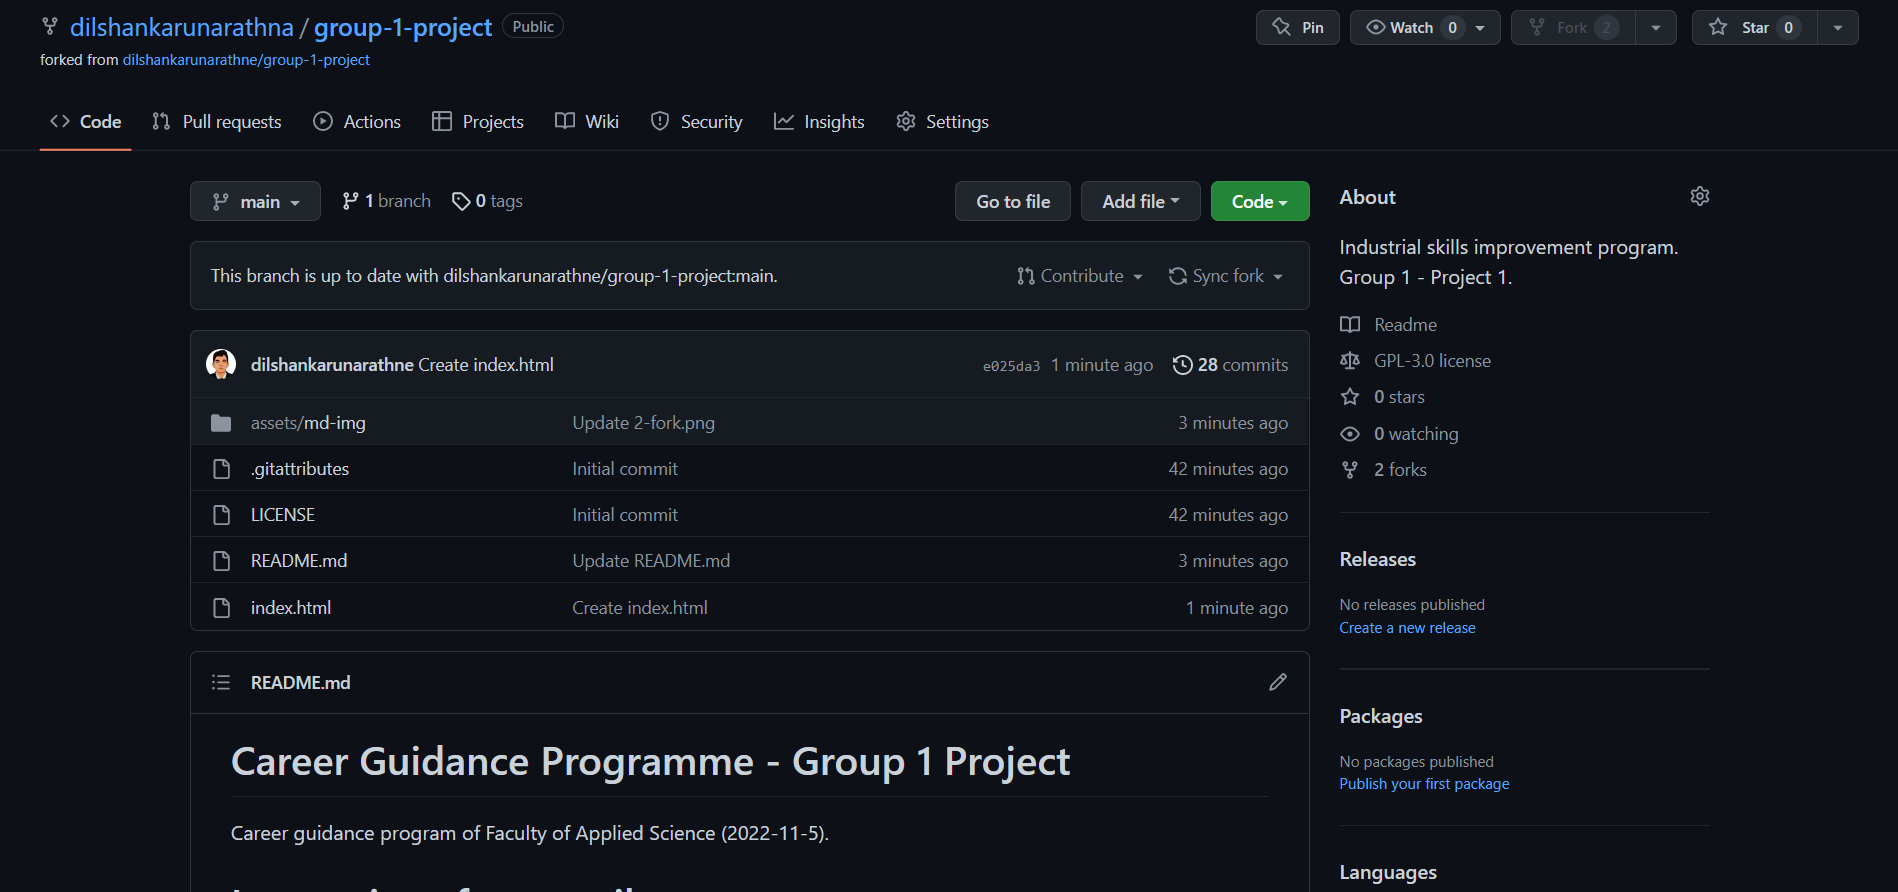 dilshankarunarathna / group-1-project Public
Pin Watch 0 Fork 2 Star 0
forked from dilshankarunarathne/group-1-project
Code Pull requests Actions Projects Wiki Security Insights Settings
main 1 branch 0 tags Go to file Add file Code
This branch is up to date with dilshankarunarathne/group-1-project:main. Contribute Sync fork
dilshankarunarathne Create index.html e025da3 1 minute ago 28 commits
assets/md-img Update 2-fork.png 3 minutes ago
.gitattributes Initial commit 42 minutes ago
LICENSE Initial commit 42 minutes ago
README.md Update README.md 3 minutes ago
index.html Create index.html 1 minute ago
README.md
Career Guidance Programme - Group 1 Project
Career guidance program of Faculty of Applied Science (2022-11-5).
About
Industrial skills improvement program.
Group 1 - Project 1.
Readme
GPL-3.0 license
0 stars
0 watching
2 forks
Releases
No releases published
Create a new release
Packages
No packages published
Publish your first package
Languages